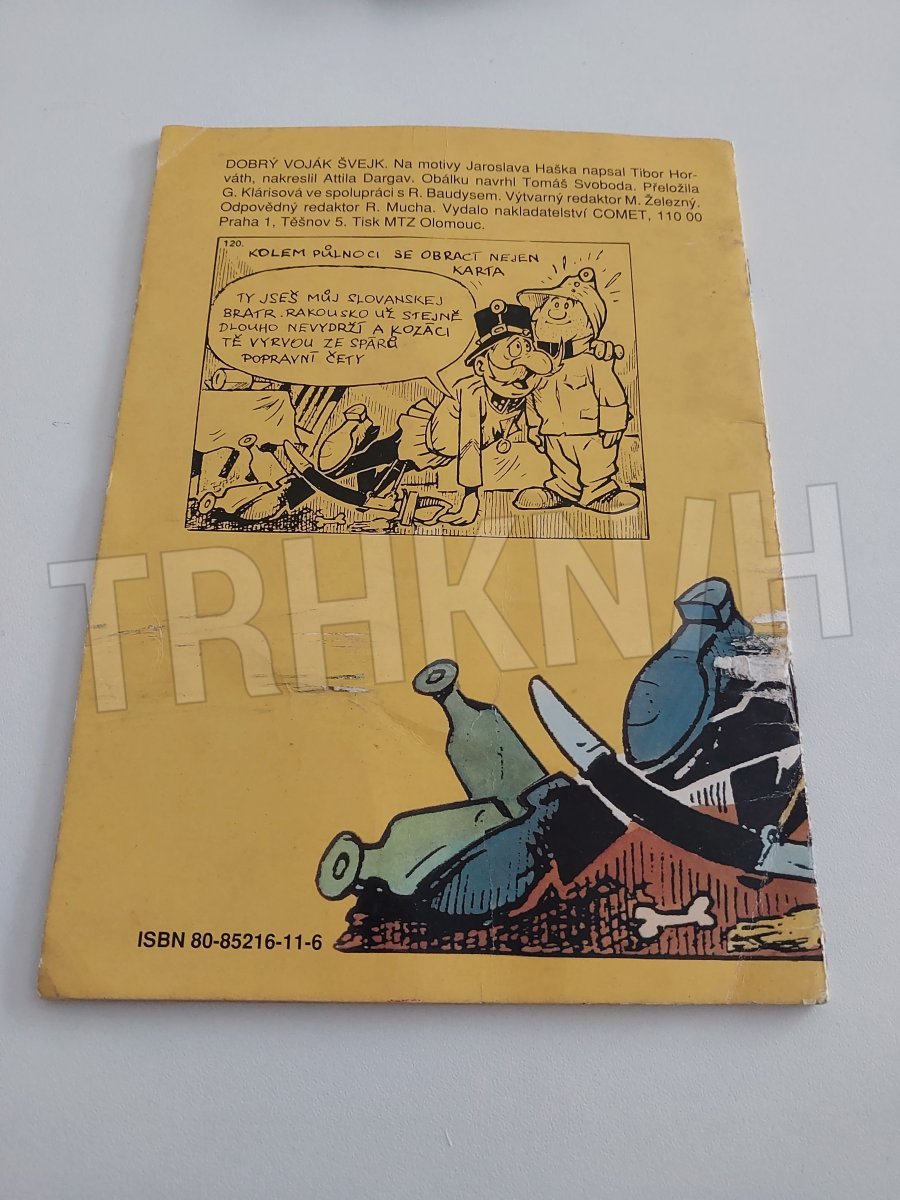 DOBRÝ VOJÁK ŠVEJK. Na motivy Jaroslava Haška napsal Tibor Hor-
váth, nakreslil Attila Dargav. Obálku navrhl Tomáš Svoboda. Přeložila
G. Klárisová ve spolupráci s R. Baudysem. Výtvarný redaktor M. Železný.
Odpovědný redaktor R. Mucha. Vydalo nakladatelství COMET, 110 00
Praha 1, Těšnov 5. Tisk MTZ Olomouc.
120.
KOLEM PŮLNOCI SE OBRACT NEJEN
KARTA
TY JSEŠ MŮJ SLOVANSKEJ
BRATR. RAKOUSKO UŽ STEJNĚ
DLOUHO NEVYDRŽÍ A KOZÁCI
TĚ VYRVOU ZE SPÁRŮ
POPRAVNÍ ČETY
TRHKNIH
ISBN 80-85216-11-6